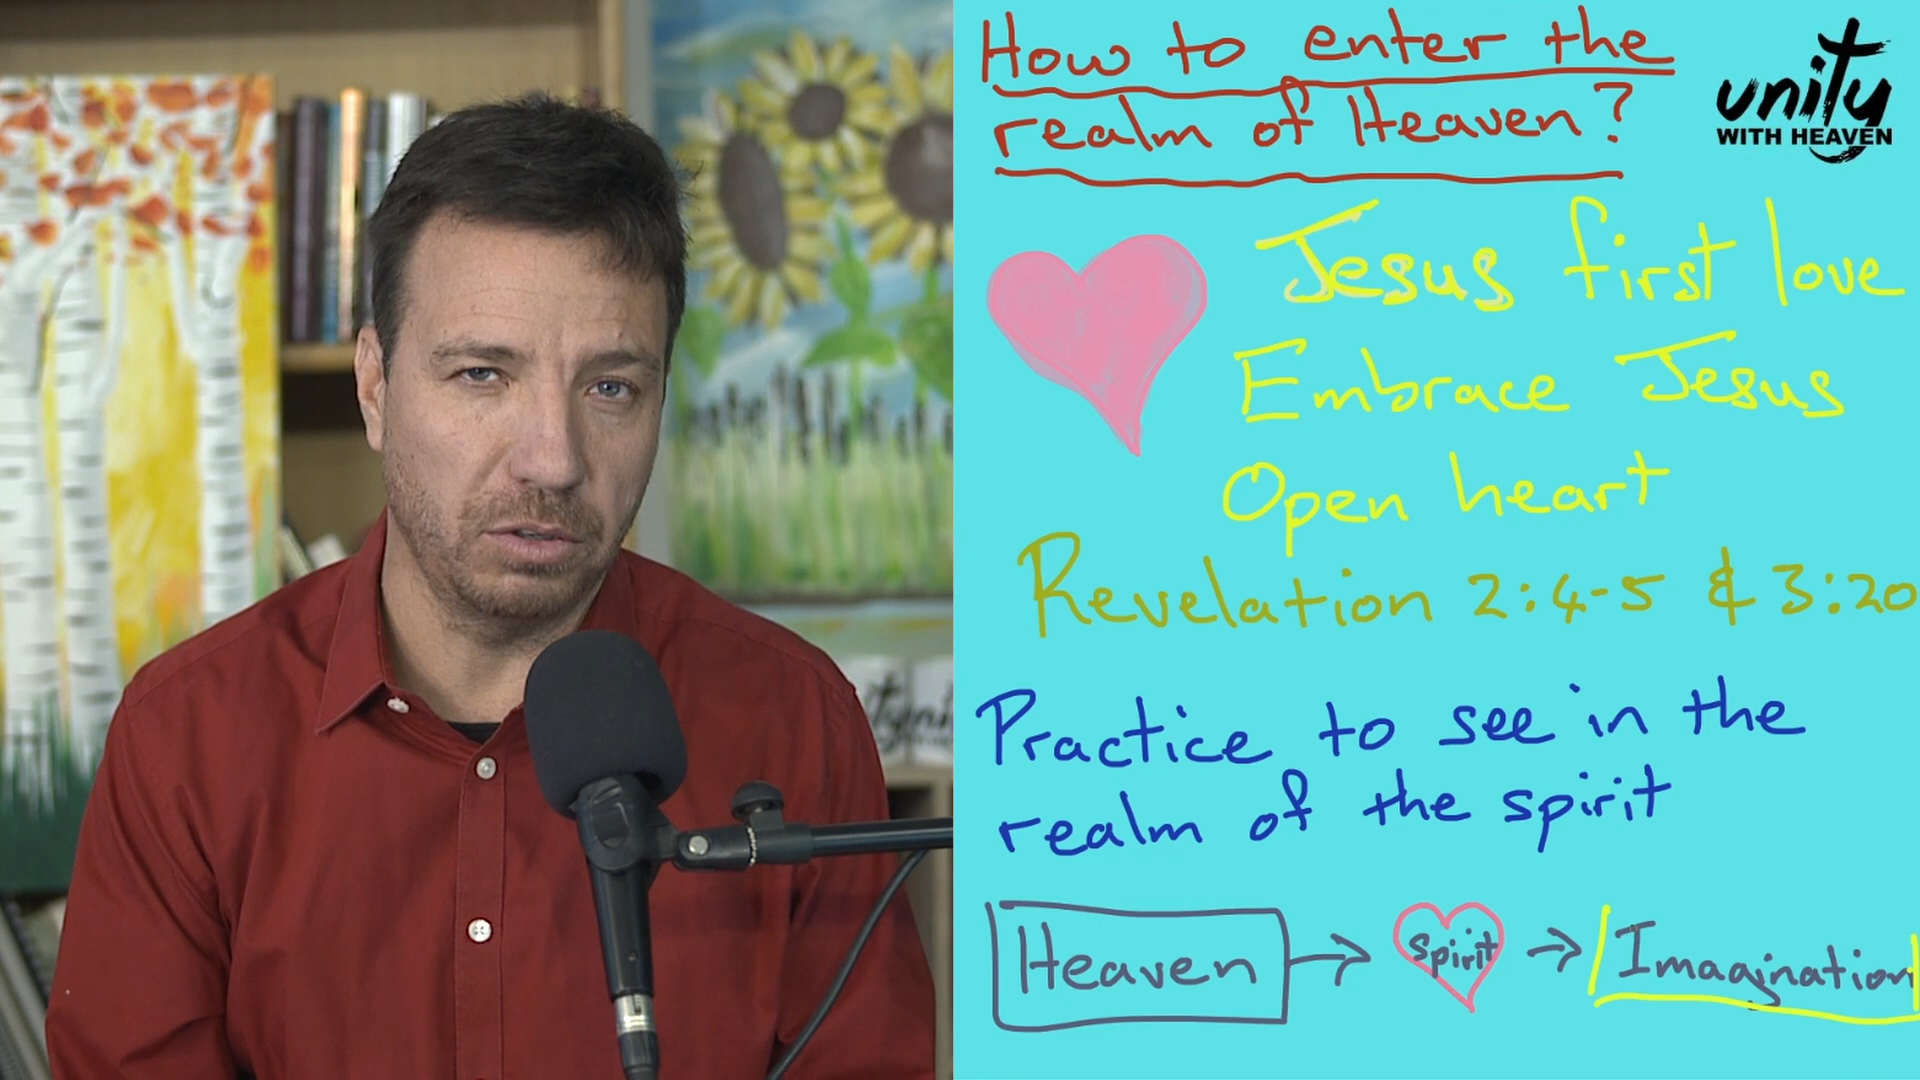 How to enter the
realm of Heaven?
unity
WITH HEAVEN
Jesus first love
Embrace Jesus
Open heart
Revelation 2:4-5 & 3:20
Practice to see in the
realm of the spirit
Heaven → spirit → Imagination